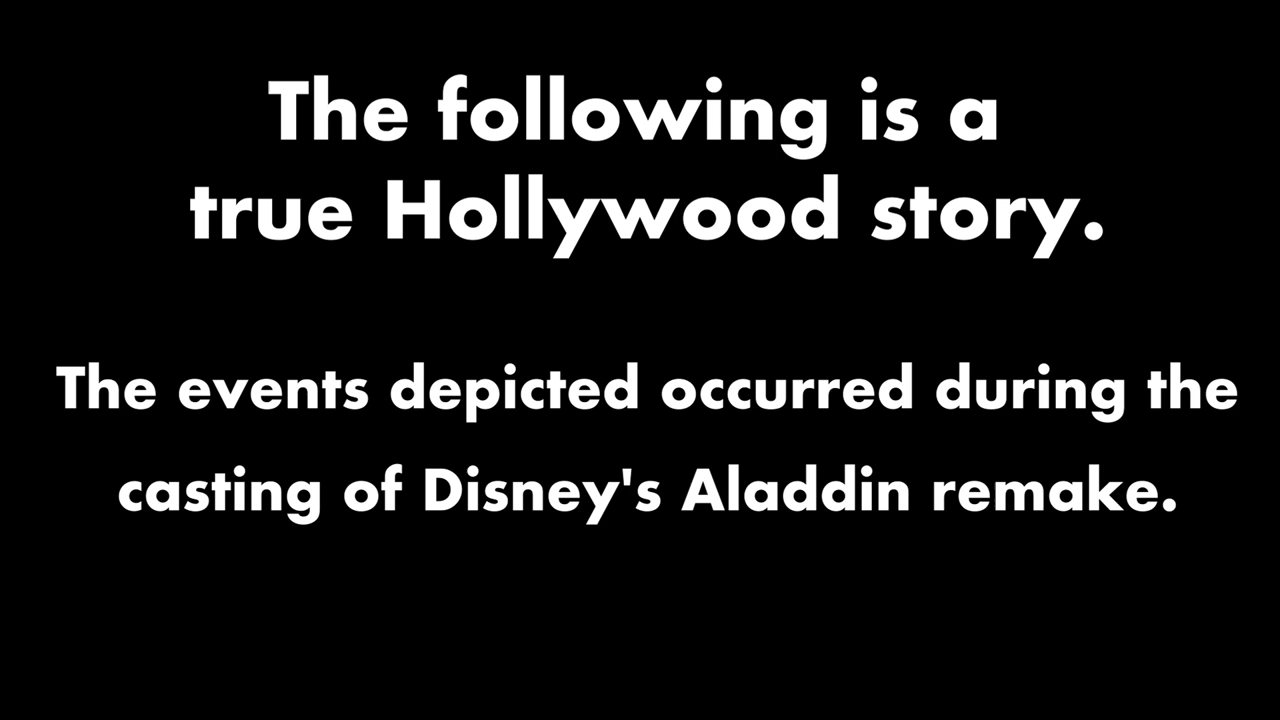 The following is a
true Hollywood story.
The events depicted occurred during the
casting of Disney's Aladdin remake.